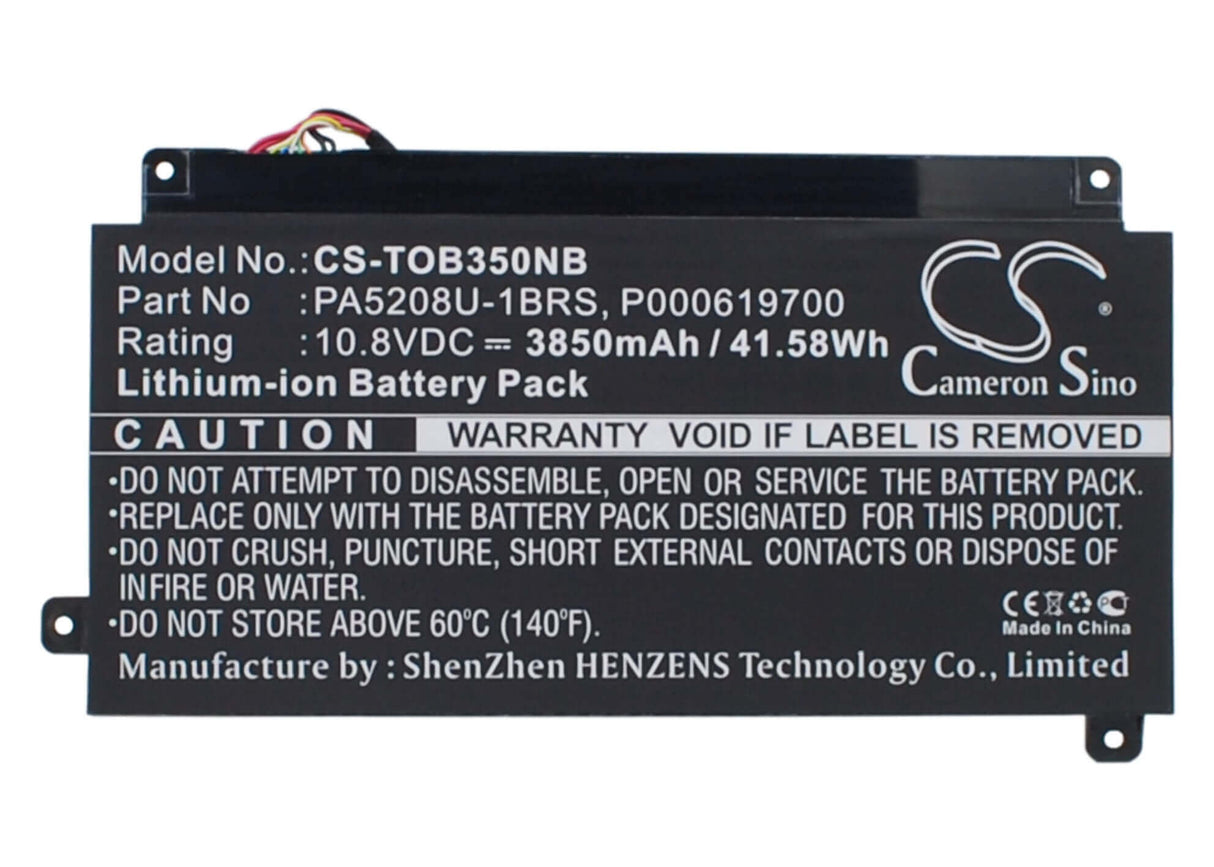 Model No.: CS-TOB350NB
Part No : PA5208U-1BRS, P000619700
Rating : 10.8VDC ⎓ 3850mAh / 41.58Wh
Lithium-ion Battery Pack
CS ®
Cameron Sino
CAUTION WARRANTY VOID IF LABEL IS REMOVED
•DO NOT ATTEMPT TO DISASSEMBLE, OPEN OR SERVICE THE BATTERY PACK.
•REPLACE ONLY WITH THE BATTERY PACK DESIGNATED FOR THIS PRODUCT.
•DO NOT CRUSH, PUNCTURE, SHORT EXTERNAL CONTACTS OR DISPOSE OF
INFIRE OR WATER.
•DO NOT STORE ABOVE 60°C (140°F).
CE PCT
Made In China
Manufacture by : ShenZhen HENZENS Technology Co., Limited